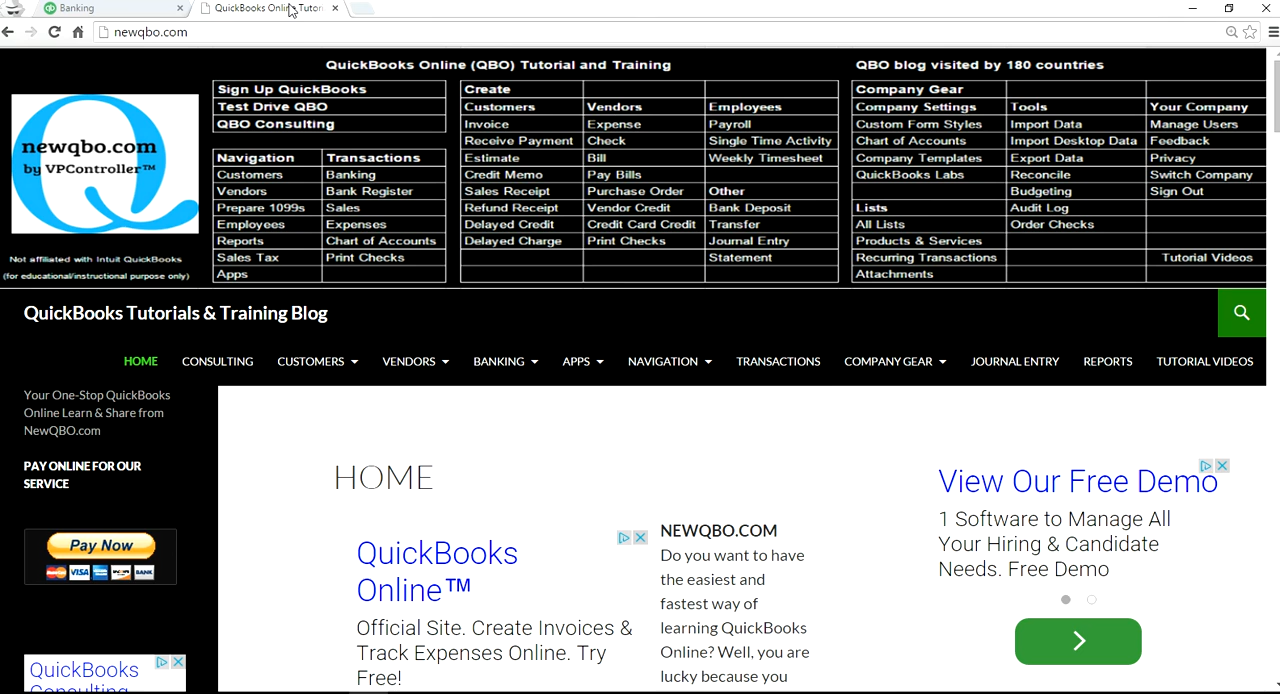 Banking
QuickBooks Online Tutor
newqbo.com
QuickBooks Online (QBO) Tutorial and Training
QBO blog visited by 180 countries
newqbo.com
by VPController™
Not affiliated with Intuit QuickBooks
(for educational/instructional purpose only)
Sign Up QuickBooks
Test Drive QBO
QBO Consulting
Navigation Transactions
Customers Banking
Vendors Bank Register
Prepare 1099s Sales
Employees Expenses
Reports Chart of Accounts
Sales Tax Print Checks
Apps
Create
Customers Vendors Employees
Invoice Expense Payroll
Receive Payment Check Single Time Activity
Estimate Bill Weekly Timesheet
Credit Memo Pay Bills
Sales Receipt Purchase Order Other
Refund Receipt Vendor Credit Bank Deposit
Delayed Credit Credit Card Credit Transfer
Delayed Charge Print Checks Journal Entry
Statement
Company Gear
Company Settings Tools Your Company
Custom Form Styles Import Data Manage Users
Chart of Accounts Import Desktop Data Feedback
Company Templates Export Data Privacy
QuickBooks Labs Reconcile Switch Company
Budgeting Sign Out
Lists Audit Log
All Lists Order Checks
Products & Services
Recurring Transactions Tutorial Videos
Attachments
QuickBooks Tutorials & Training Blog
HOME CONSULTING CUSTOMERS VENDORS BANKING APPS NAVIGATION TRANSACTIONS COMPANY GEAR JOURNAL ENTRY REPORTS TUTORIAL VIDEOS
Your One-Stop QuickBooks
Online Learn & Share from
NewQBO.com
PAY ONLINE FOR OUR
SERVICE
Pay Now
VISA
BANK
QuickBooks
Consulting
HOME
QuickBooks
Online™
Official Site. Create Invoices &
Track Expenses Online. Try
Free!
NEWQBO.COM
Do you want to have
the easiest and
fastest way of
learning QuickBooks
Online? Well, you are
lucky because you
View Our Free Demo
1 Software to Manage All
Your Hiring & Candidate
Needs. Free Demo